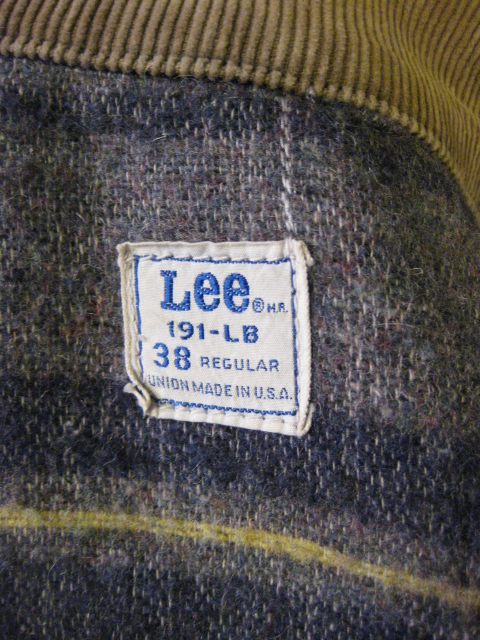 Lee® M.R.
191-LB
38 REGULAR
UNION MADE IN U.S.A.